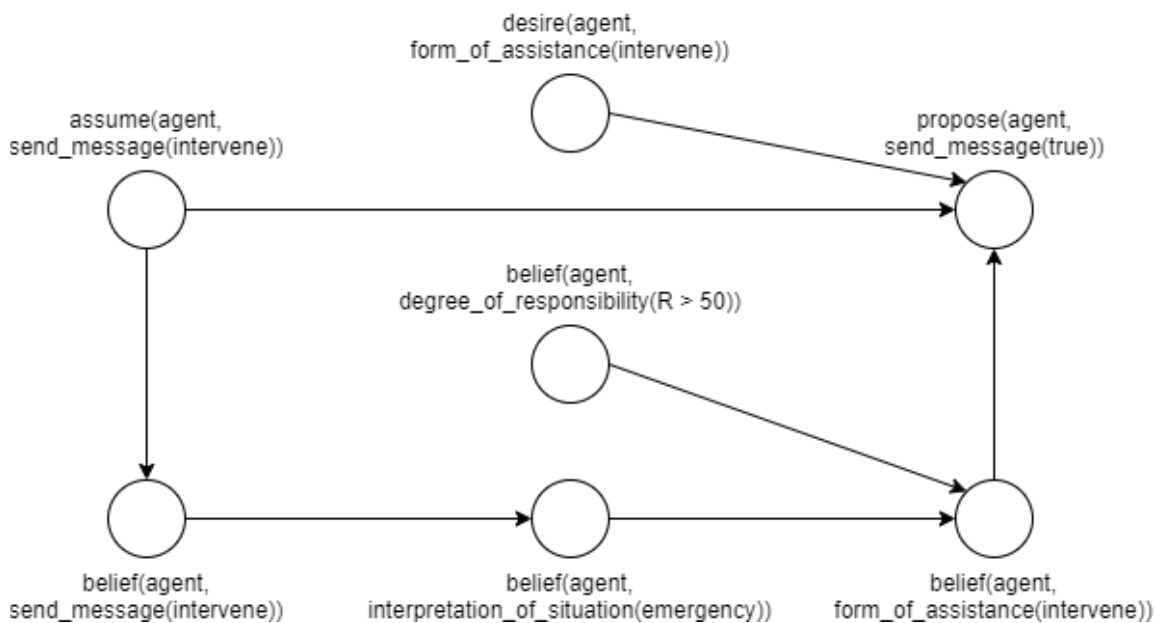 desire(agent,
form_of_assistance(intervene))
assume(agent,
send_message(intervene))
propose(agent,
send_message(true))
belief(agent,
degree_of_responsibility(R > 50))
belief(agent,
send_message(intervene))
belief(agent,
interpretation_of_situation(emergency))
belief(agent,
form_of_assistance(intervene))